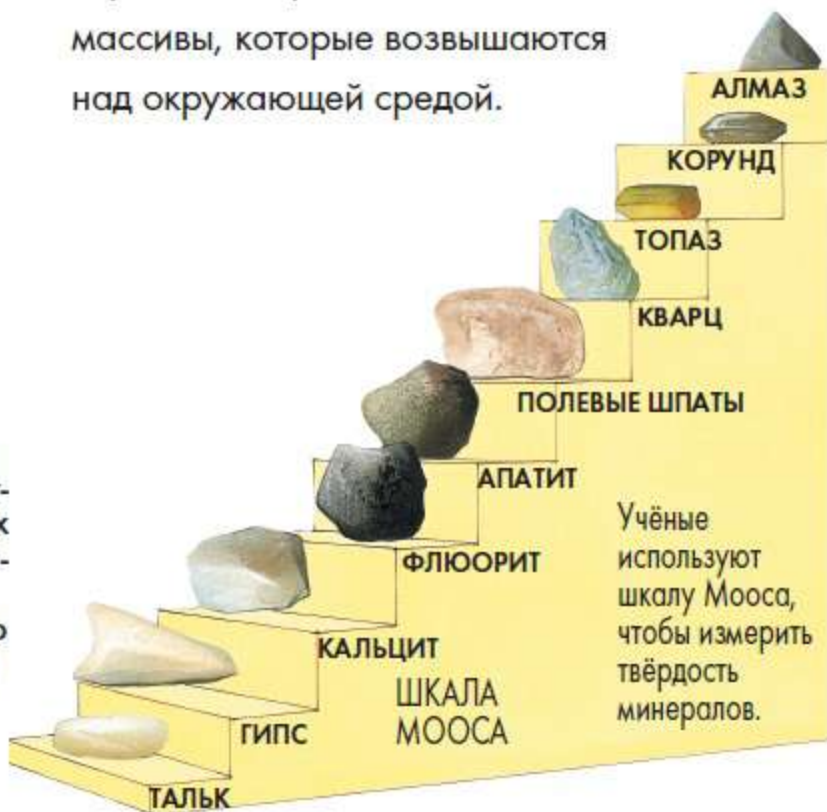 массивы, которые возвышаются
над окружающей средой.
АЛМАЗ
КОРУНД
ТОПАЗ
КВАРЦ
ПОЛЕВЫЕ ШПАТЫ
АПАТИТ
ФЛЮОРИТ
КАЛЬЦИТ
ГИПС
ТАЛЬК
ШКАЛА
МООСА
Учёные
используют
шкалу Мооса,
чтобы измерить
твёрдость
минералов.